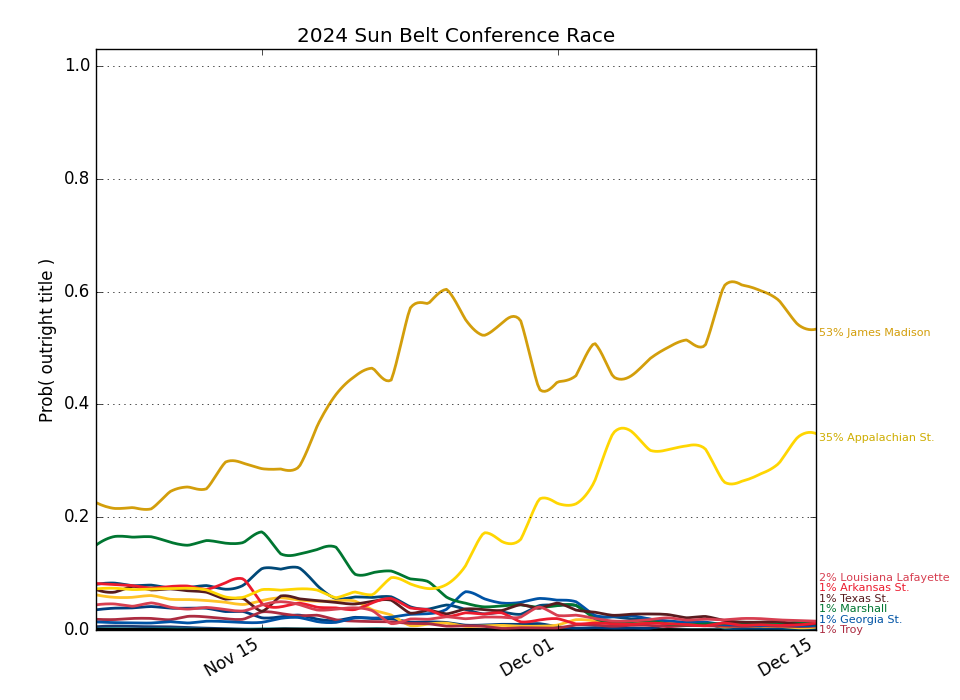 2024 Sun Belt Conference Race
Prob( outright title )
1.0
0.8
0.6
0.4
0.2
0.0
Nov 15
Dec 01
Dec 15
53% James Madison
35% Appalachian St.
2% Louisiana Lafayette
1% Arkansas St.
1% Texas St.
1% Marshall
1% Georgia St.
1% Troy